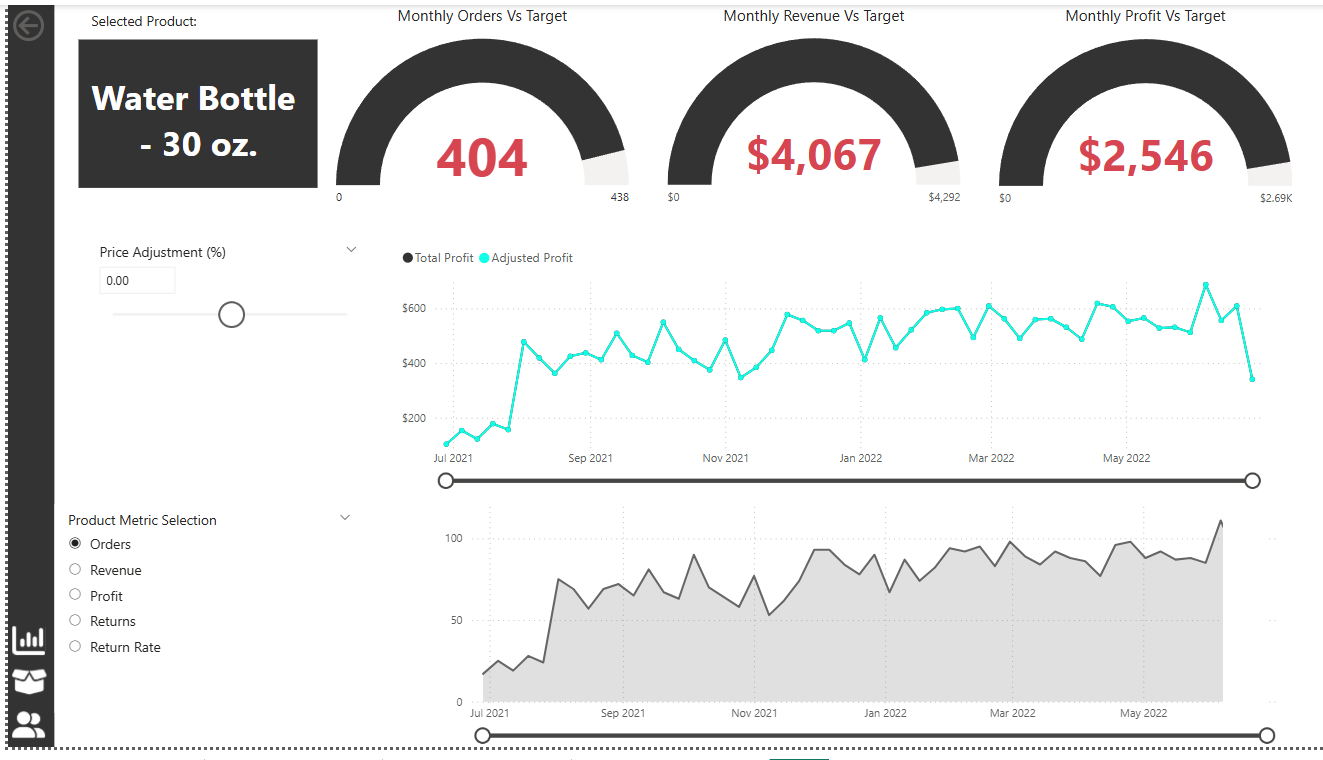 Selected Product:
Water Bottle
- 30 oz.
Monthly Orders Vs Target
404
0
438
Monthly Revenue Vs Target
$4,067
$0
$4,292
Monthly Profit Vs Target
$2,546
$0
$2.69K
Price Adjustment (%)
0.00
Total Profit
Adjusted Profit
$600
$400
$200
Jul 2021
Sep 2021
Nov 2021
Jan 2022
Mar 2022
May 2022
Product Metric Selection
Orders
Revenue
Profit
Returns
Return Rate
100
50
0
Jul 2021
Sep 2021
Nov 2021
Jan 2022
Mar 2022
May 2022